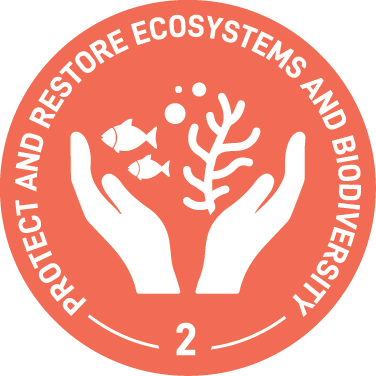 PROTECT AND RESTORE ECOSYSTEMS AND BIODIVERSITY
2